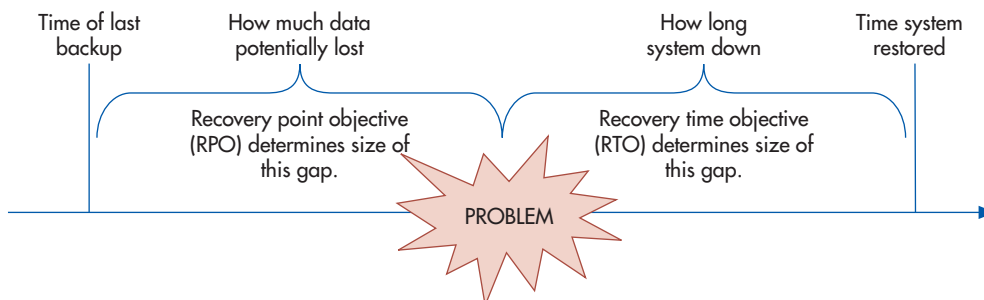 Time of last
backup
How much data
potentially lost
How long
system down
Time system
restored
Recovery point objective
(RPO) determines size of
this gap.
Recovery time objective
(RTO) determines size of
this gap.
PROBLEM